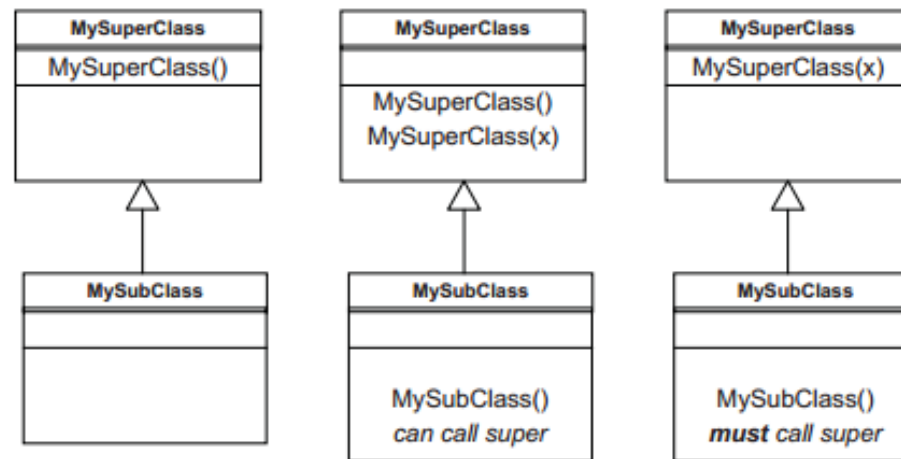 MySuperClass
MySuperClass()
MySubClass
MySuperClass
MySuperClass()
MySuperClass(x)
MySubClass
MySubClass()
can call super
MySuperClass
MySuperClass(x)
MySubClass
MySubClass()
must call super